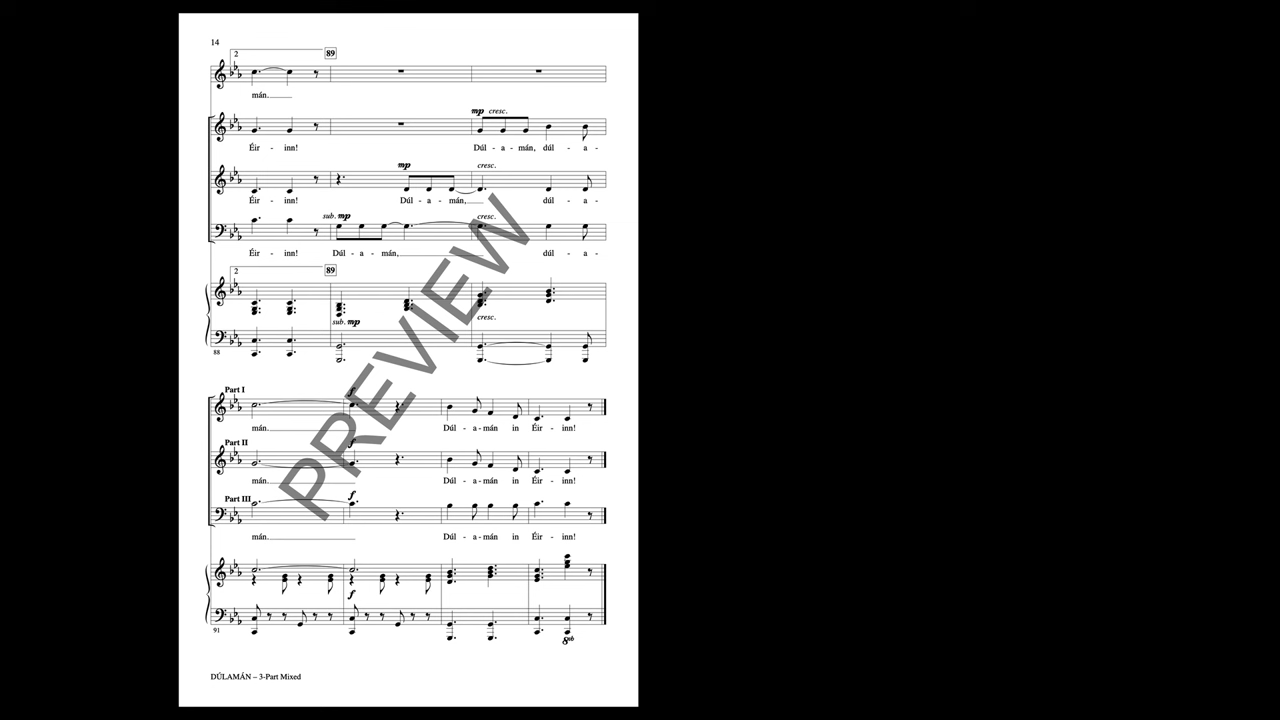 14
2 89
mán.
mp cresc.
Éir - inn! Dúl - a - mán, dúl - a -
mp cresc.
Éir - inn! Dúl - a - mán, dúl - a -
sub. mp cresc.
Éir - inn! Dúl - a - mán, dúl - a -
2 89
sub. mp cresc.
88
Part I f
mán. Dúl - a - mán in Éir - inn!
Part II f
mán. Dúl - a - mán in Éir - inn!
Part III f
mán. Dúl - a - mán in Éir - inn!
f
91
8vb
DÚLAMÁN – 3-Part Mixed
PREVIEW